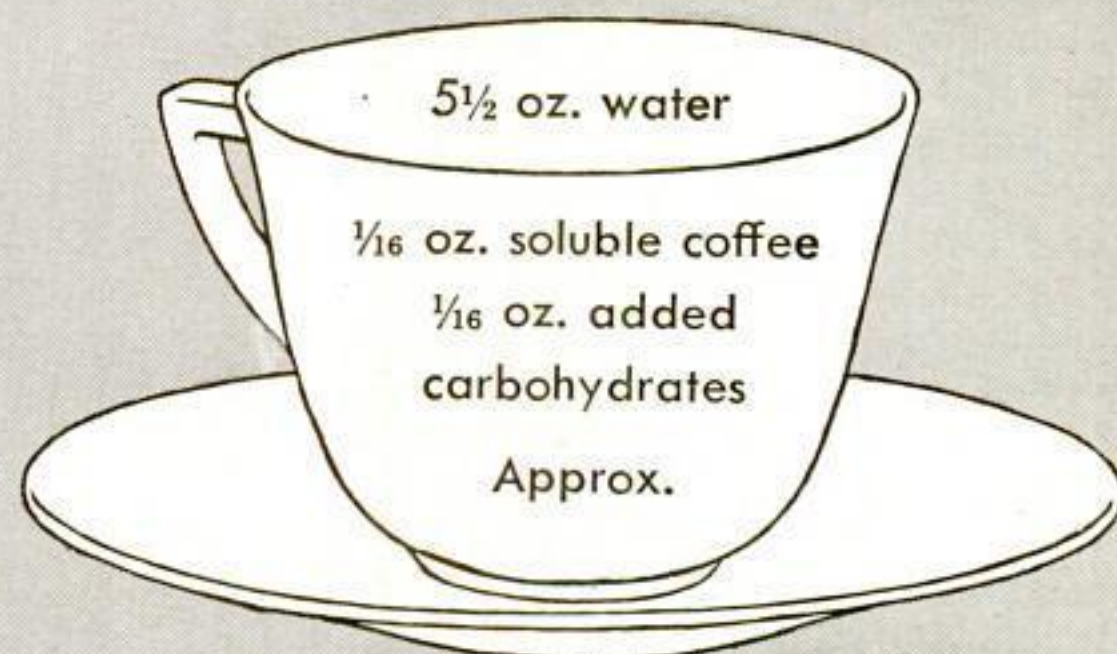 5½ oz. water
1/16 oz. soluble coffee
1/16 oz. added
carbohydrates
Approx.